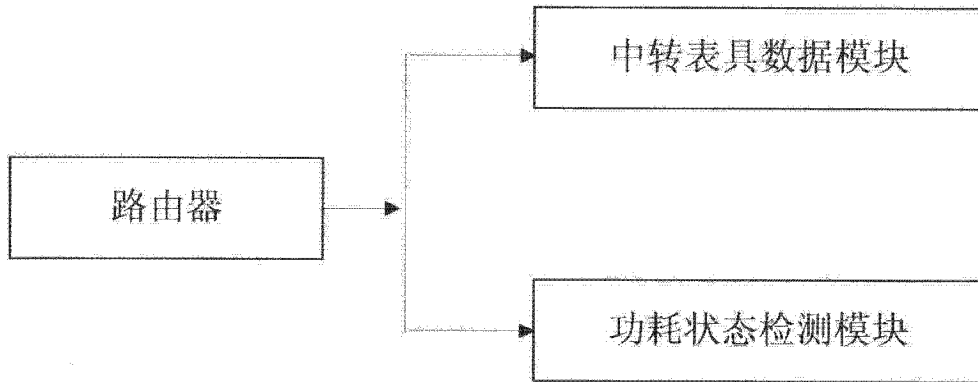 中转表具数据模块
路由器
功耗状态检测模块